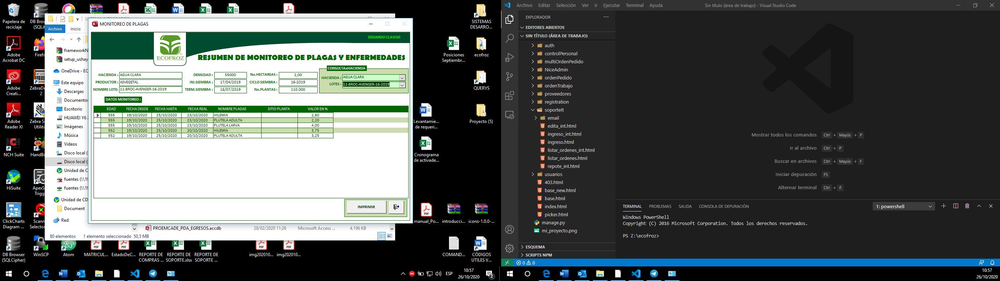 Papelera de
reciclaje
DB Brow
(SQLit
Adobe
Acrobat DC
Firefo
Adobe
Creati...
ZebraDe
2
Adobe
Reader XI
Zebra Se
Utiliti
NCH Suite
HandBr
HiSuite
ApexS
Trigg
ClickCharts
Diagram ...
Scann
Selector
DB Browser
(SQLCipher)
WinSCP
Atom
MATRICUL...
EstadoDeC...
REPORTE DE
COMPRAS ...
REPORTE DE
SOPORTE.xlsx
REPORTE DE
SOPORTE ...
img202010...
img202010...
Archivo
Inicio
frameworkN
setup_ushay
OneDrive - EC
Este equipo
Descargas
Documentos
Escritorio
HUAWEI Y6 2
Imágenes
Música
Vídeos
Disco local (
Disco local (
Unidad de C
fuentes (\\19
fuentes (\\19
Unidad de CD
Document
Red
PROEMCADE_PDA_EGRESOS.accdb 28/02/2020 11:26 Microsoft Access ... 4.196 KB
80 elementos 1 elemento seleccionado 50,5 MB
MONITOREO DE PLAGAS
EDUARDO CLAVIJO
ECOFROZ
RESUMEN DE MONITOREO DE PLAGAS Y ENFERMEDADES
HACIENDA : AGUA CLARA DENSIDAD : 55000 No.HECTAREAS : 2,00
PRODUCTOR : ASVEGETAL INI.SIEMBRA : 17/04/2019 CICLO SIEMBRA : 16-2019
NOMBRE LOTE: 11-BROC-AVENGER-16-2019 TERM.SIEMBRA : 18/07/2019 No.PLANTAS : 110.000
CONSULTAxHACIENDA
HACIENDA : AGUA CLARA
LOTES : 11-BROC-AVENGER-16-2019
DATOS MONITOREO :
EDAD FECHA DESDE FECHA HASTA FECHA REAL NOMBRE PLAGAS SITIO PLANTA VALOR EN %
555 19/10/2020 25/10/2020 23/10/2020 HILEMIA 2,60
555 19/10/2020 25/10/2020 23/10/2020 PLUTELA ADULTA 2,20
555 19/10/2020 25/10/2020 23/10/2020 PLUTELA LARVA 4,00
552 19/10/2020 25/10/2020 20/10/2020 HILEMIA 3,75
552 19/10/2020 25/10/2020 20/10/2020 PLUTELA ADULTA 3,25
IMPRIMIR
SISTEMAS
DESARRO...
Posiciones
Septiembr...
ecofroz
QUERYS
Levantamie...
de requeri...
Proyecto (5)
Cronograma
de activade...
manual_Po...
introducci...
icons-1.0.0-...
COMAND...
CÓDIGOS
UTILES V...
ESP
10:57
26/10/2020
2
Archivo Editar Selección Ver Ir Ejecutar Terminal Ayuda
Sin título (área de trabajo) - Visual Studio Code
EXPLORADOR
EDITORES ABIERTOS
SIN TÍTULO (ÁREA DE TRABAJO)
auth
controlPersonal
multiOrdenPedido
NiceAdmin
ordenPedido
ordenTrabajo
proveedores
registration
soporteIt
email
edita_int.html
ingreso_int.html
ingreso.html
listar_ordenes_int.html
listar_ordenes.html
repote_int.html
usuarios
403.html
base_new.html
base.html
index.html
picker.html
manage.py
mi_proyecto.png
ESQUEMA
SCRIPTS NPM
Mostrar todos los comandos Ctrl + Mayús + P
Ir al archivo Ctrl + P
Buscar en archivos Ctrl + Mayús + F
Iniciar depuración F5
Alternar terminal Ctrl + ñ
TERMINAL PROBLEMAS SALIDA CONSOLA DE DEPURACIÓN 1: powershell
Windows PowerShell
Copyright (C) 2016 Microsoft Corporation. Todos los derechos reservados.
PS Z:\ecofroz>
0 0
10:57
26/10/2020